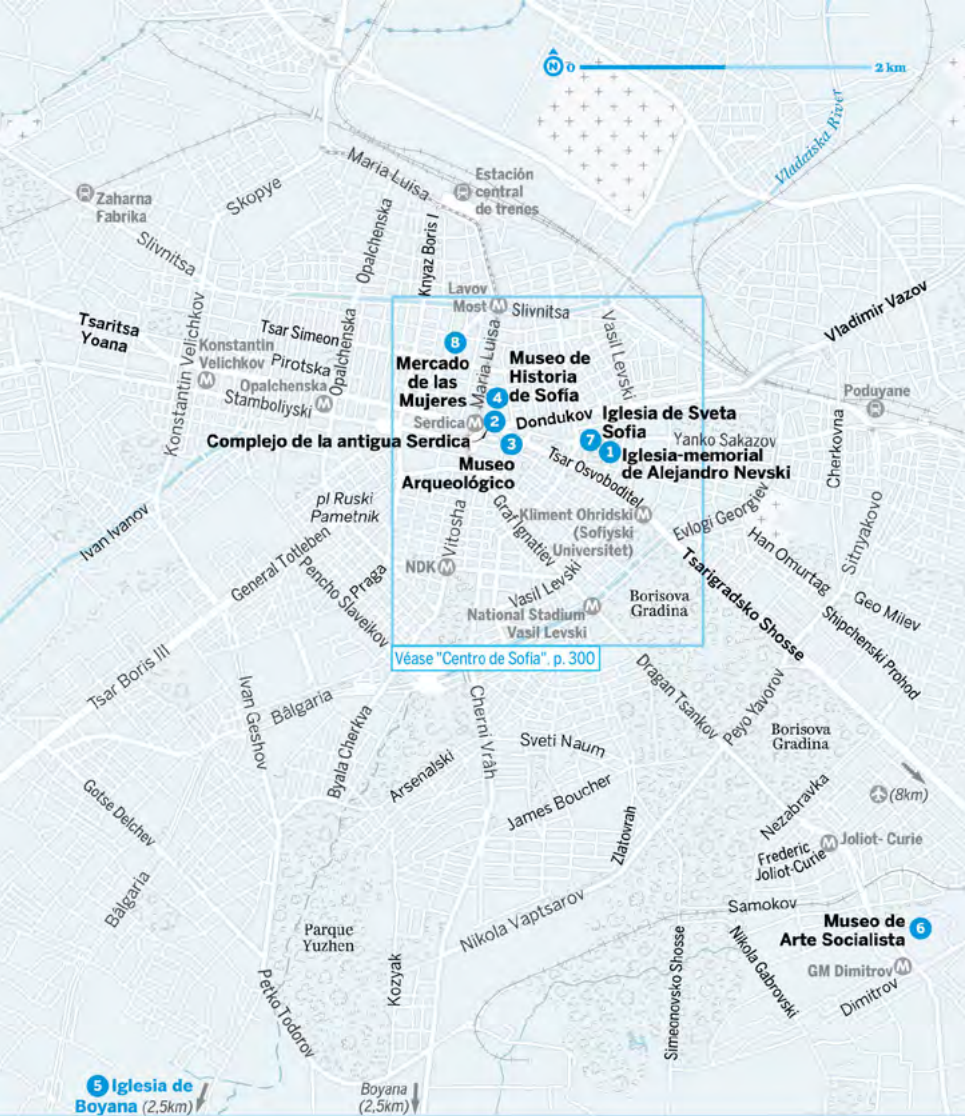 N 0 2 km
Vladaiska River
Maria Luisa
Estación
central
de trenes
Zaharna
Fabrika
Skopye
Opalchenska
Knyaz Boris I
Slivnitsa
Lavov
Most M Slivnitsa
Vasil Levski
Vladimir Vazov
Tsaritsa
Yoana
Konstantin Velichkov
Tsar Simeon
Opalchenska
Konstantin
Velichkov
M
Pirotska
Opalchenska
M
Stamboliyski
8
Mercado
de las
Mujeres
Maria Luisa
Museo de
Historia
de Sofía
4
Poduyane
Serdica M
2
Dondukov
Complejo de la antigua Serdica
3
Museo
Arqueológico
Iglesia de Sveta
Sofia
7
1
Iglesia-memorial
de Alejandro Nevski
Yanko Sakazov
Cherkovna
Tsar Osvoboditel
pl Ruski
Pametnik
Vitosha
Graf Ignatiev
Kliment Ohridski M
(Sofiyski
Universitet)
Evlogi Georgiev
Sitnyakovo
Ivan Ivanov
General Totleben
Han Omurtag
Pencho Slaveikov
Praga
NDK M
Vasil Levski
Borisova
Gradina
Tsarigradsko Shosse
Geo Milev
National Stadium
Vasil Levski
M
Shipchenski Prohod
Véase "Centro de Sofía", p. 300
Tsar Boris III
Ivan Geshov
Bâlgaria
Cherni Vrâh
Dragan Tsankov
Peyo Yavorov
Byala Cherkva
Arsenalski
Sveti Naum
Borisova
Gradina
James Boucher
(8km)
Gotse Delchev
Zlatovrah
Nezabravka
M Joliot- Curie
Frederic
Joliot-Curie
Bâlgaria
Samokov
Parque
Yuzhen
Nikola Vaptsarov
Museo de
Arte Socialista
6
Kozyak
Simeonovsko Shosse
Nikola Gabrovski
GM Dimitrov M
Dimitrov
Petko Todorov
5 Iglesia de
Boyana (2,5km)
Boyana
(2,5km)